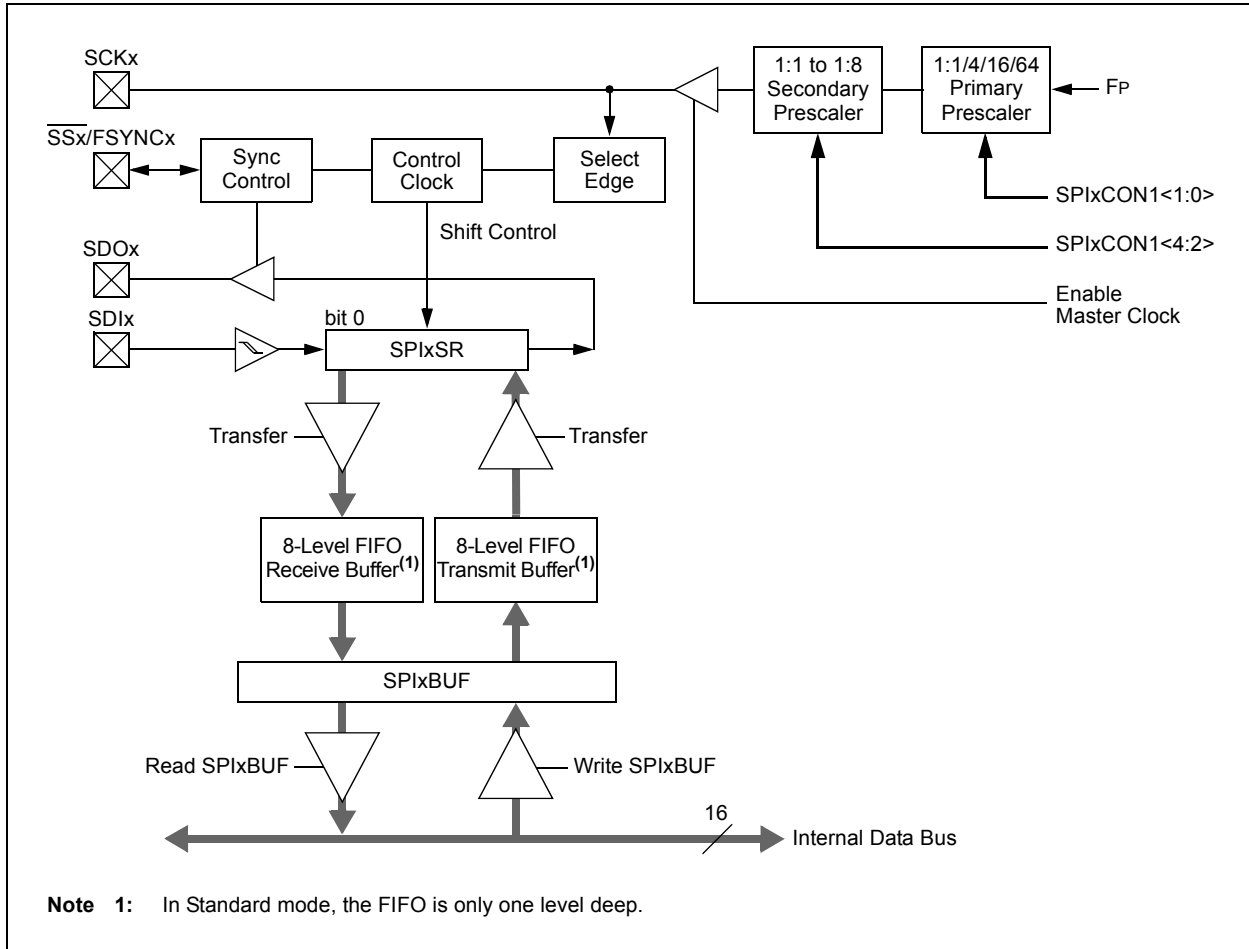 SCKx
1:1 to 1:8
Secondary
Prescaler
1:1/4/16/64
Primary
Prescaler
FP
SSx/FSYNCx
Sync
Control
Control
Clock
Select
Edge
SPIxCON1<1:0>
Shift Control
SDOx
SPIxCON1<4:2>
Enable
Master Clock
SDIx
bit 0
SPIxSR
Transfer
Transfer
8-Level FIFO
Receive Buffer(1)
8-Level FIFO
Transmit Buffer(1)
SPIxBUF
Read SPIxBUF
Write SPIxBUF
16
Internal Data Bus
Note 1: In Standard mode, the FIFO is only one level deep.